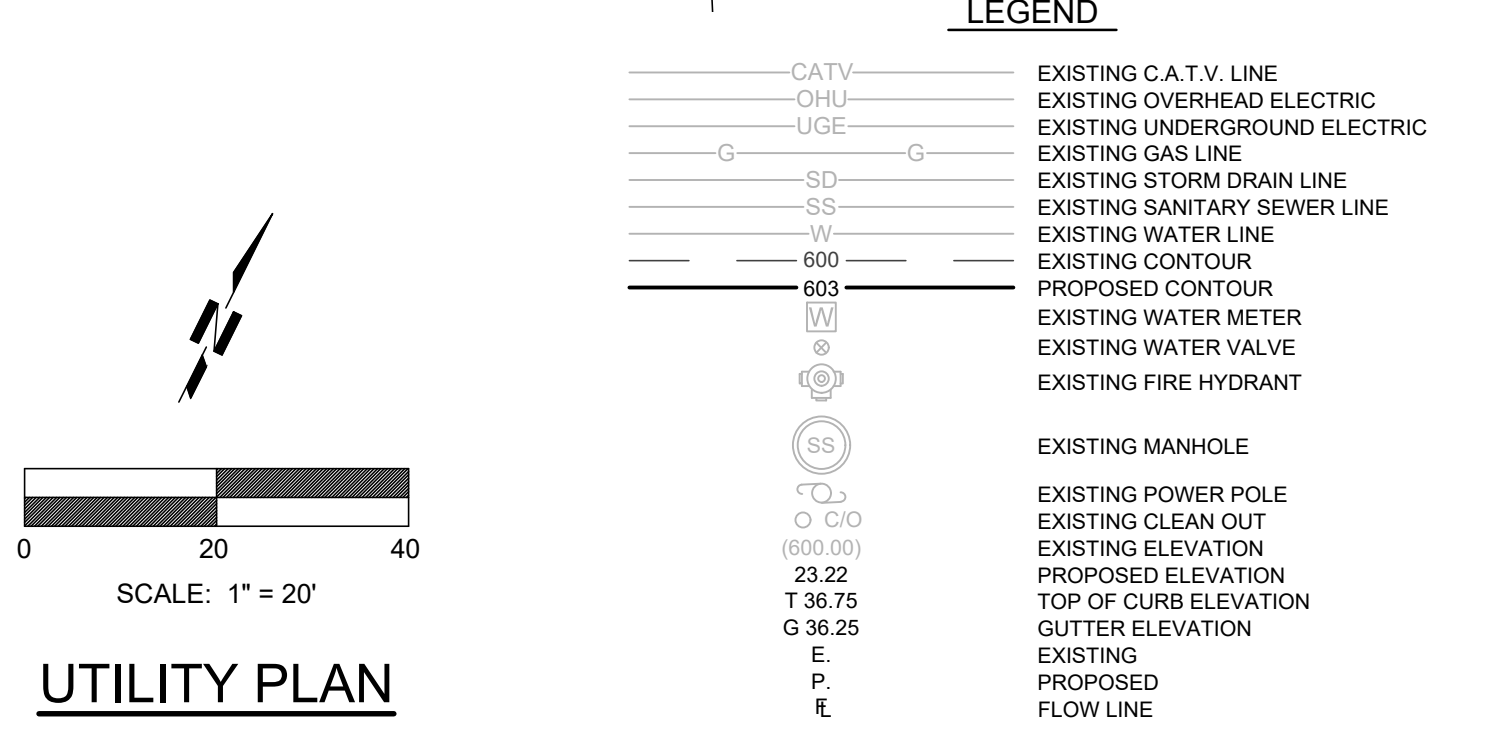 LEGEND
CATV EXISTING C.A.T.V. LINE
OHU EXISTING OVERHEAD ELECTRIC
UGE EXISTING UNDERGROUND ELECTRIC
G G EXISTING GAS LINE
SD EXISTING STORM DRAIN LINE
SS EXISTING SANITARY SEWER LINE
W EXISTING WATER LINE
600 EXISTING CONTOUR
603 PROPOSED CONTOUR
W EXISTING WATER METER
EXISTING WATER VALVE
EXISTING FIRE HYDRANT
SS EXISTING MANHOLE
EXISTING POWER POLE
C/O EXISTING CLEAN OUT
(600.00) EXISTING ELEVATION
23.22 PROPOSED ELEVATION
T 36.75 TOP OF CURB ELEVATION
G 36.25 GUTTER ELEVATION
E. EXISTING
P. PROPOSED
FL FLOW LINE
N
0 20 40
SCALE: 1" = 20'
UTILITY PLAN